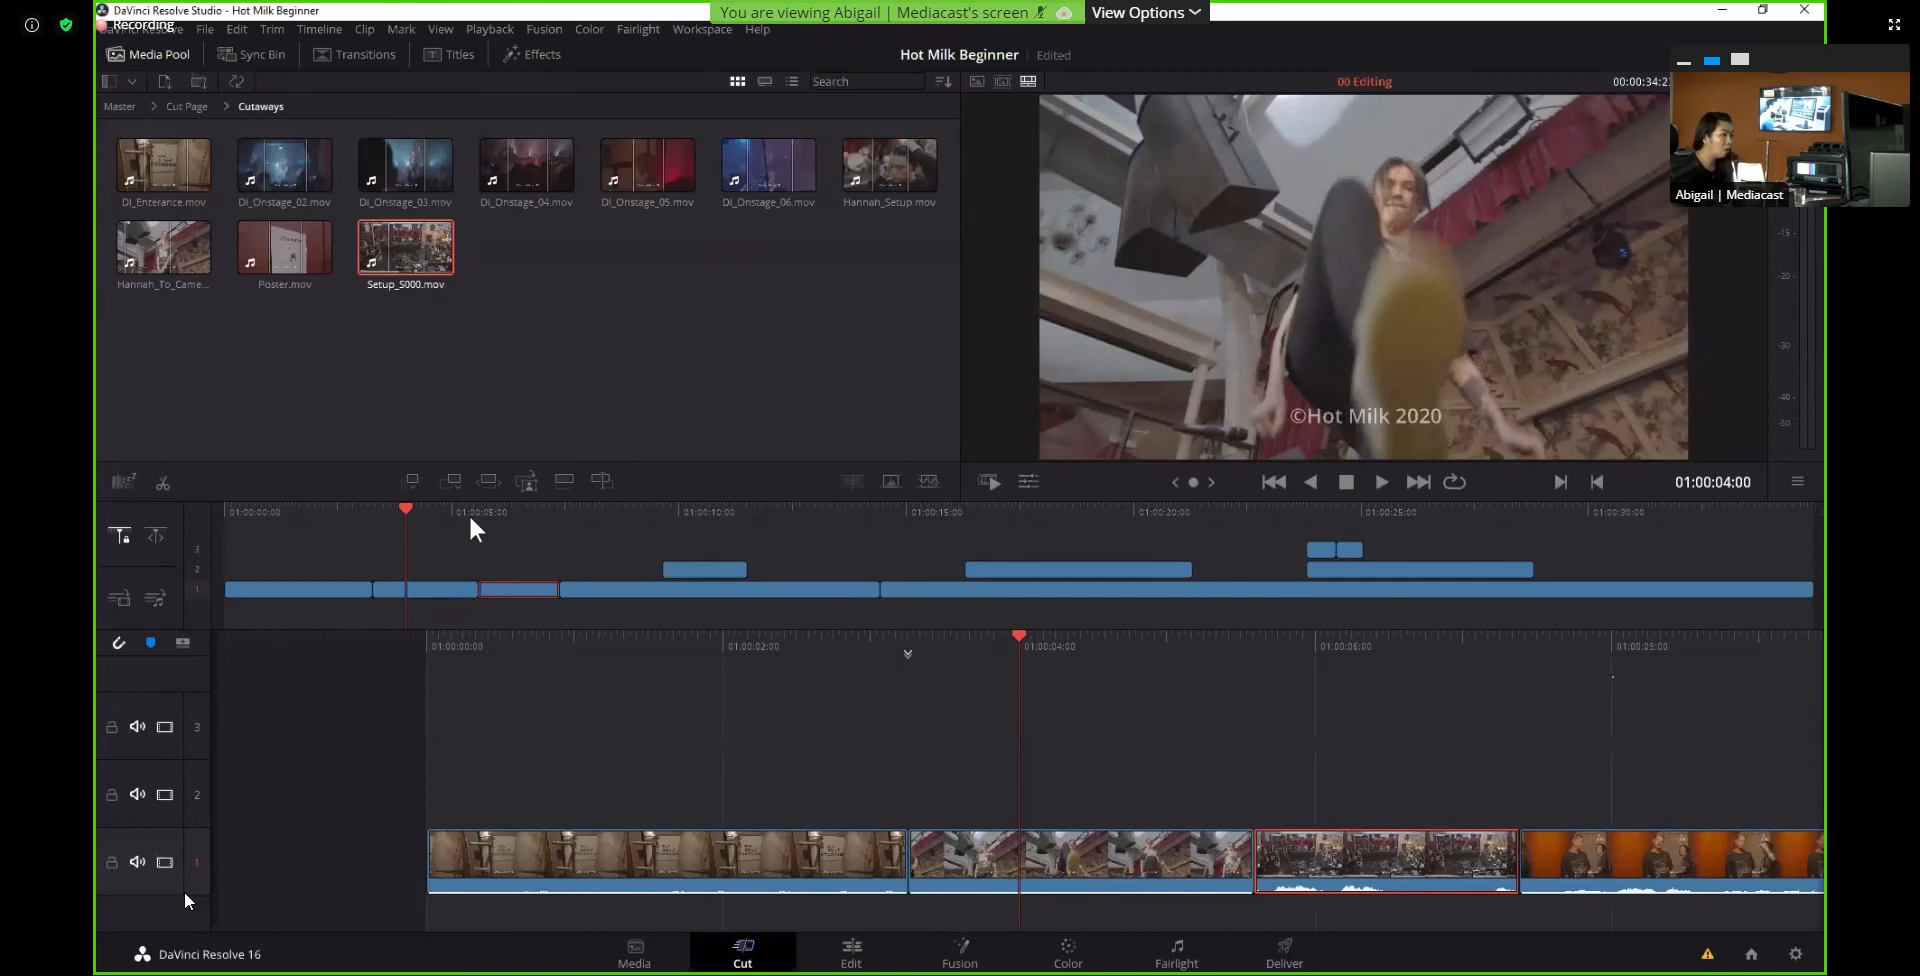 DaVinci Resolve Studio - Hot Milk Beginner
You are viewing Abigail | Mediacast's screen
View Options
Recording
DaVinci Resolve File Edit Trim Timeline Clip Mark View Playback Fusion Color Fairlight Workspace Help
Media Pool Sync Bin Transitions Titles Effects
Hot Milk Beginner Edited
Search
00 Editing
00:00:34:2
Master > Cut Page > Cutaways
DI_Enterance.mov DI_Onstage_02.mov DI_Onstage_03.mov DI_Onstage_04.mov DI_Onstage_05.mov DI_Onstage_06.mov Hannah_Setup.mov
Hannah_To_Came... Poster.mov Setup_S000.mov
Abigail | Mediacast
-15
-20
-30
-40
-50
©Hot Milk 2020
01:00:04:00
01:00:00:00 01:00:05:00 01:00:10:00 01:00:15:00 01:00:20:00 01:00:25:00 01:00:30:00
3
2
1
01:00:00:00 01:00:02:00 01:00:04:00 01:00:06:00 01:00:08:00
3
2
1
DaVinci Resolve 16
Media Cut Edit Fusion Color Fairlight Deliver